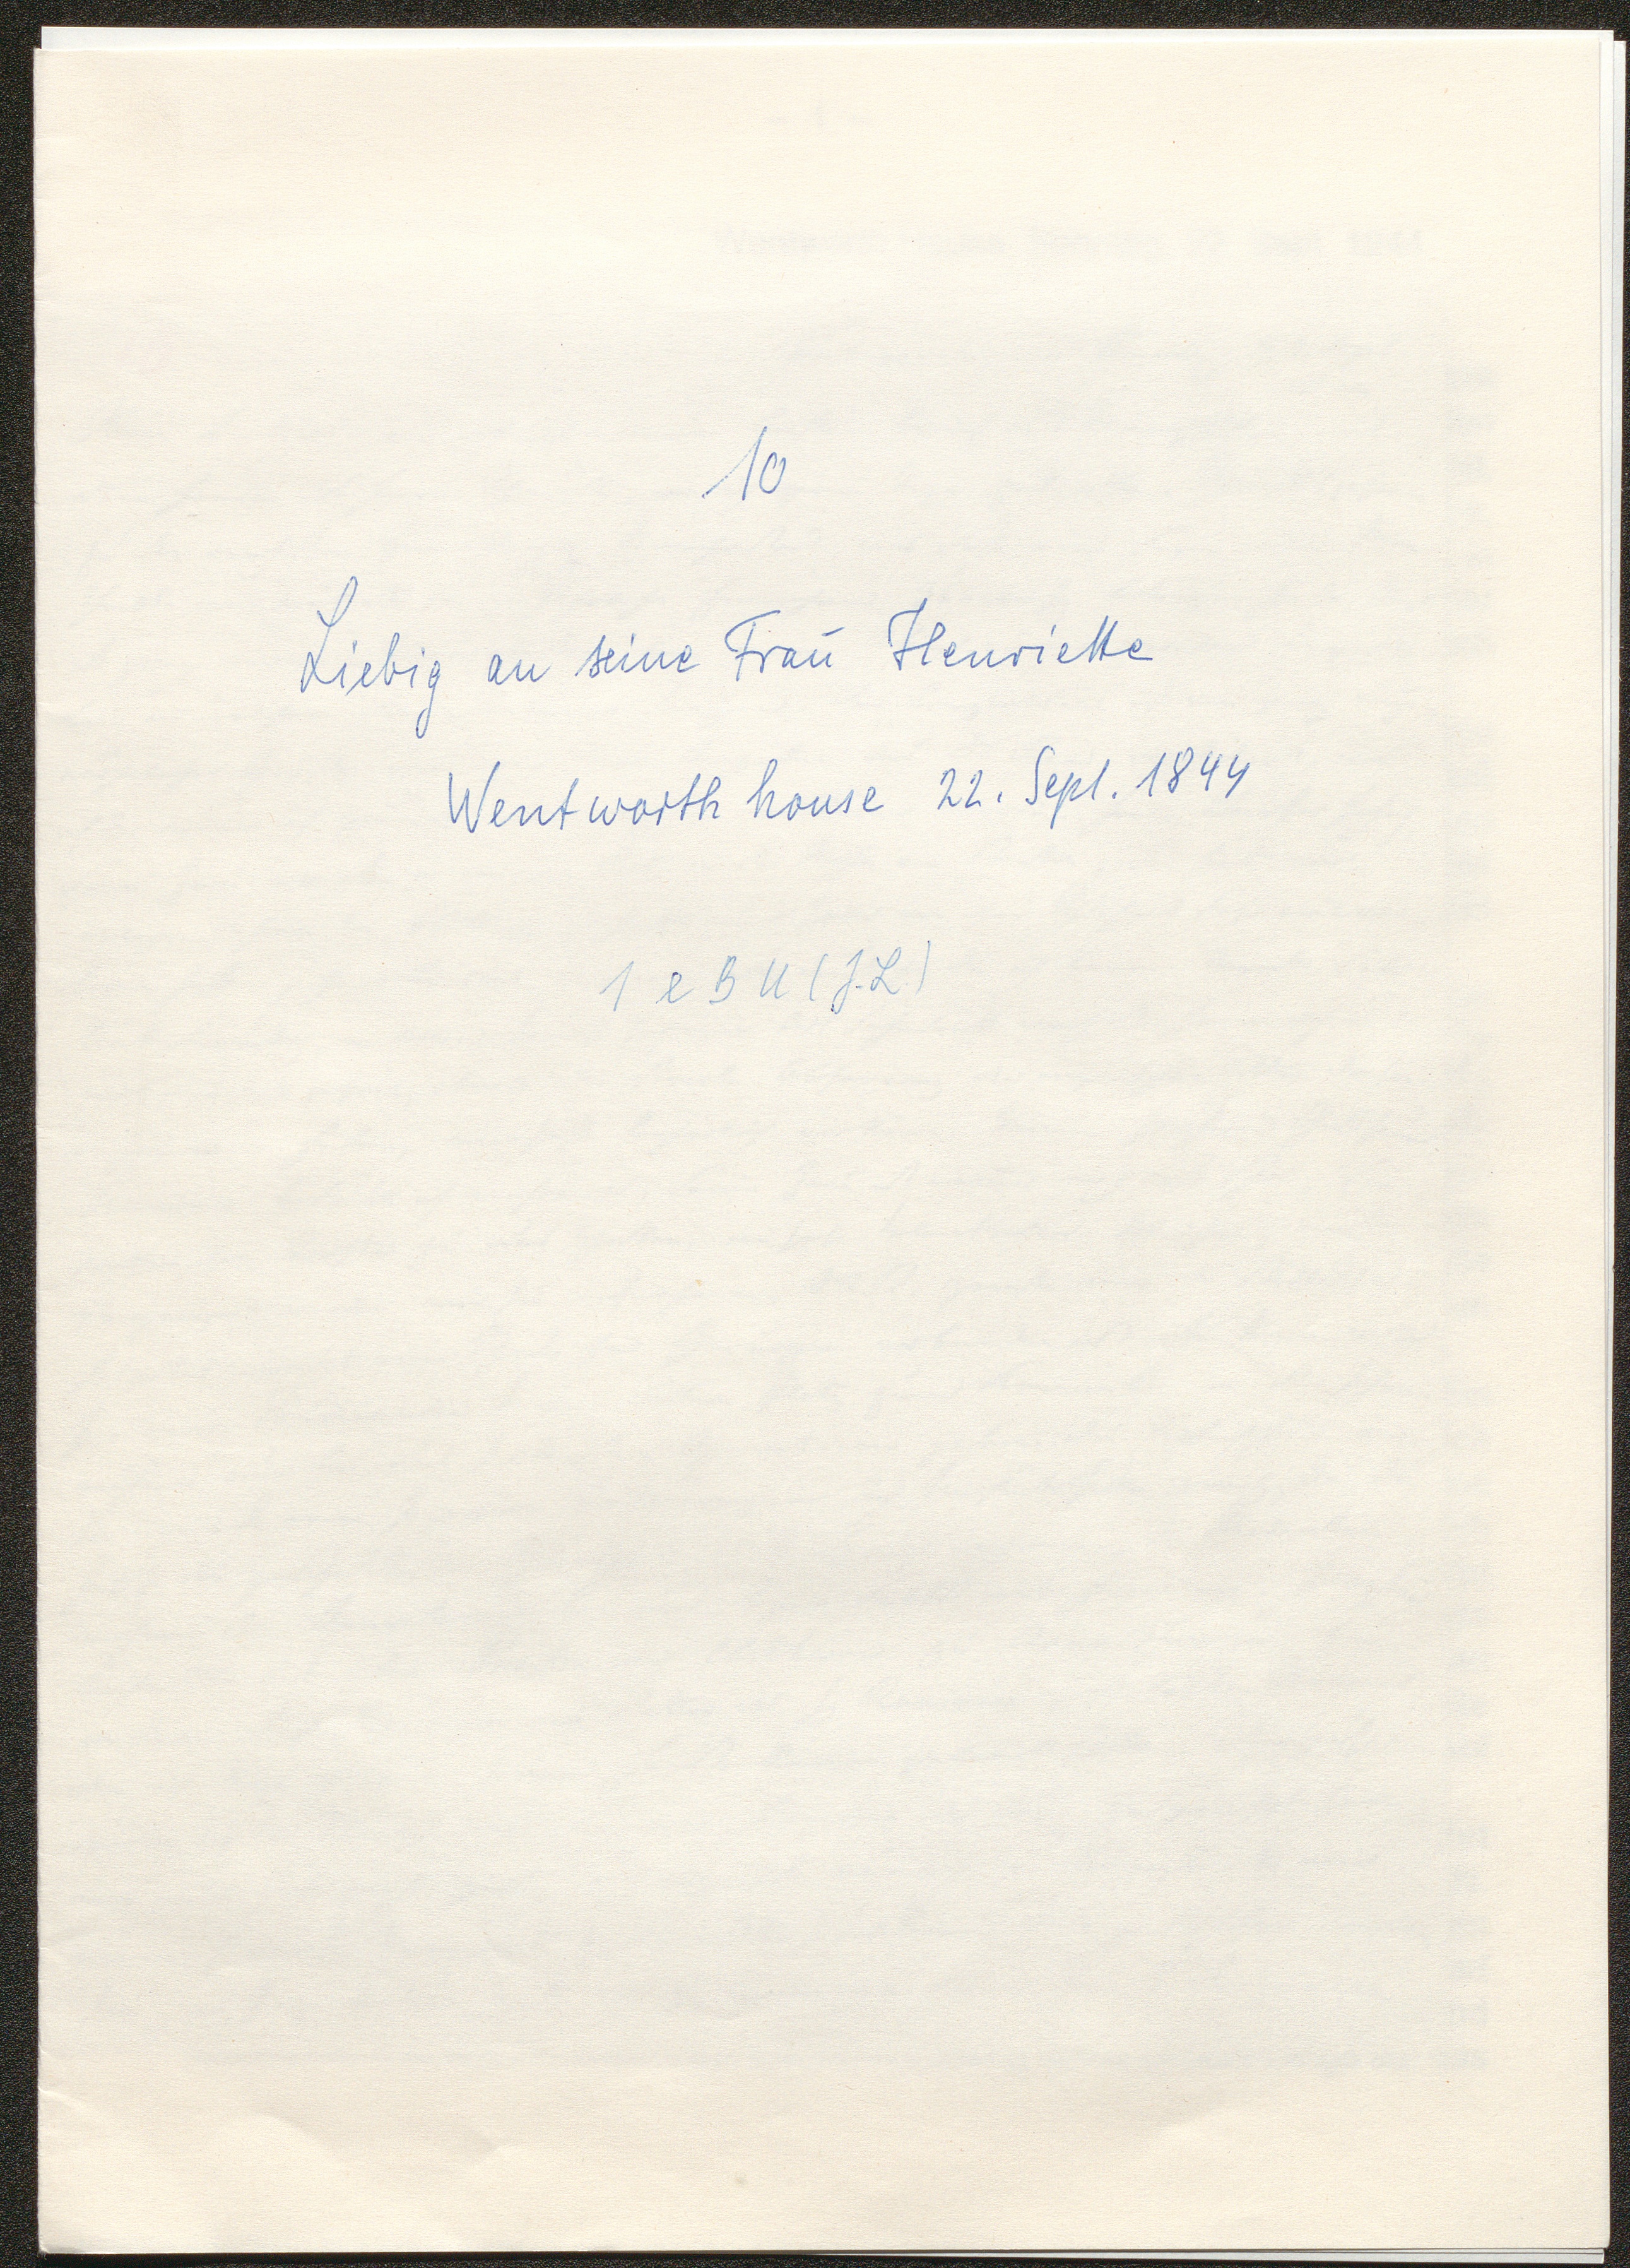 10
Liebig an seine Frau Henriette
Wentworth house 22. Sept. 1844
1 e B U (J. L.)